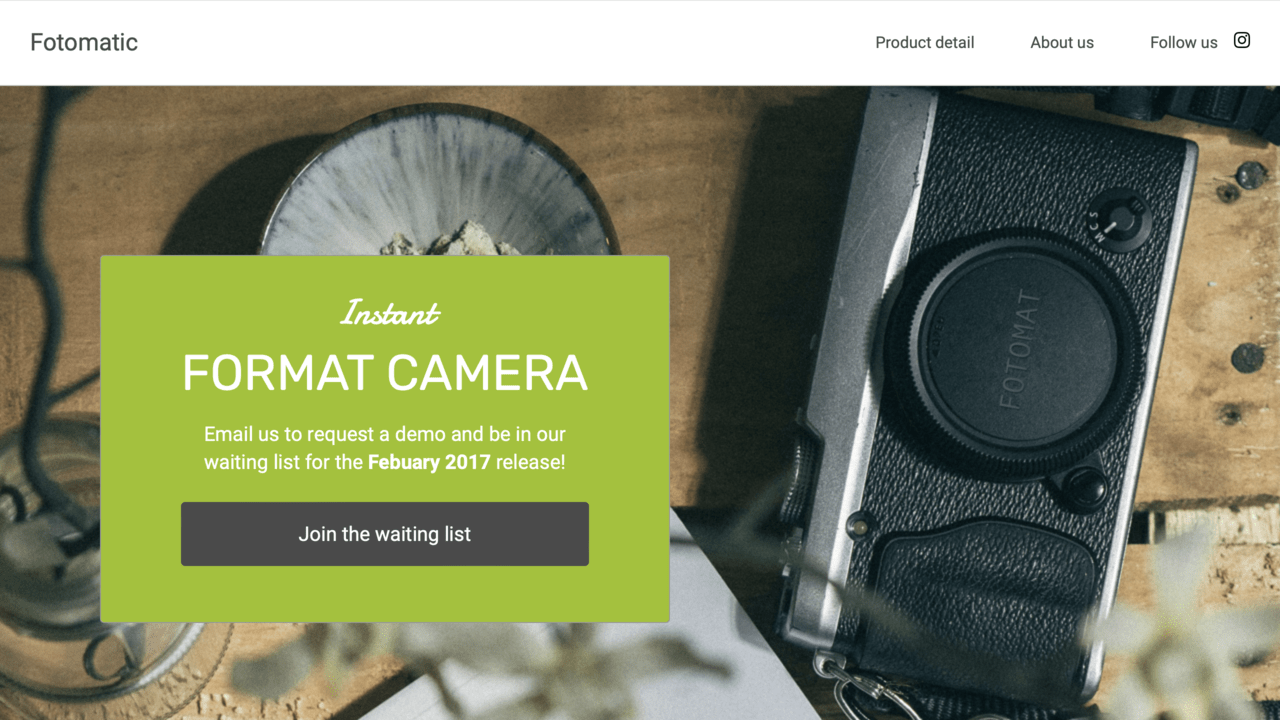 Fotomatic
Product detail
About us
Follow us
Instant
FORMAT CAMERA
Email us to request a demo and be in our
waiting list for the Febuary 2017 release!
Join the waiting list
FOTOMAT
S
C
M